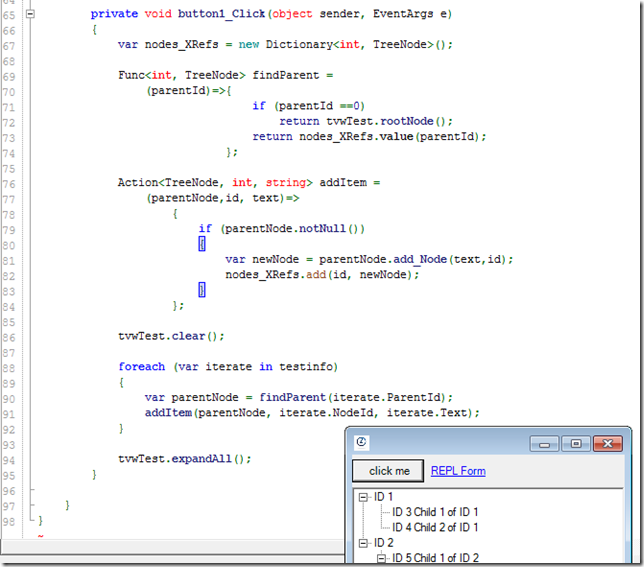 64
65 private void button1_Click(object sender, EventArgs e)
66 {
67 var nodes_XRefs = new Dictionary<int, TreeNode>();
68
69 Func<int, TreeNode> findParent =
70 (parentId)=>{
71 if (parentId ==0)
72 return tvwTest.rootNode();
73 return nodes_XRefs.value(parentId);
74 };
75
76 Action<TreeNode, int, string> addItem =
77 (parentNode,id, text)=>
78 {
79 if (parentNode.notNull())
80 {
81 var newNode = parentNode.add_Node(text,id);
82 nodes_XRefs.add(id, newNode);
83 }
84 };
85
86 tvwTest.clear();
87
88 foreach (var iterate in testinfo)
89 {
90 var parentNode = findParent(iterate.ParentId);
91 addItem(parentNode, iterate.NodeId, iterate.Text);
92 }
93
94 tvwTest.expandAll();
95 }
96
97 }
98 }
~
click me REPL Form
ID 1
ID 3 Child 1 of ID 1
ID 4 Child 2 of ID 1
ID 2
ID 5 Child 1 of ID 2